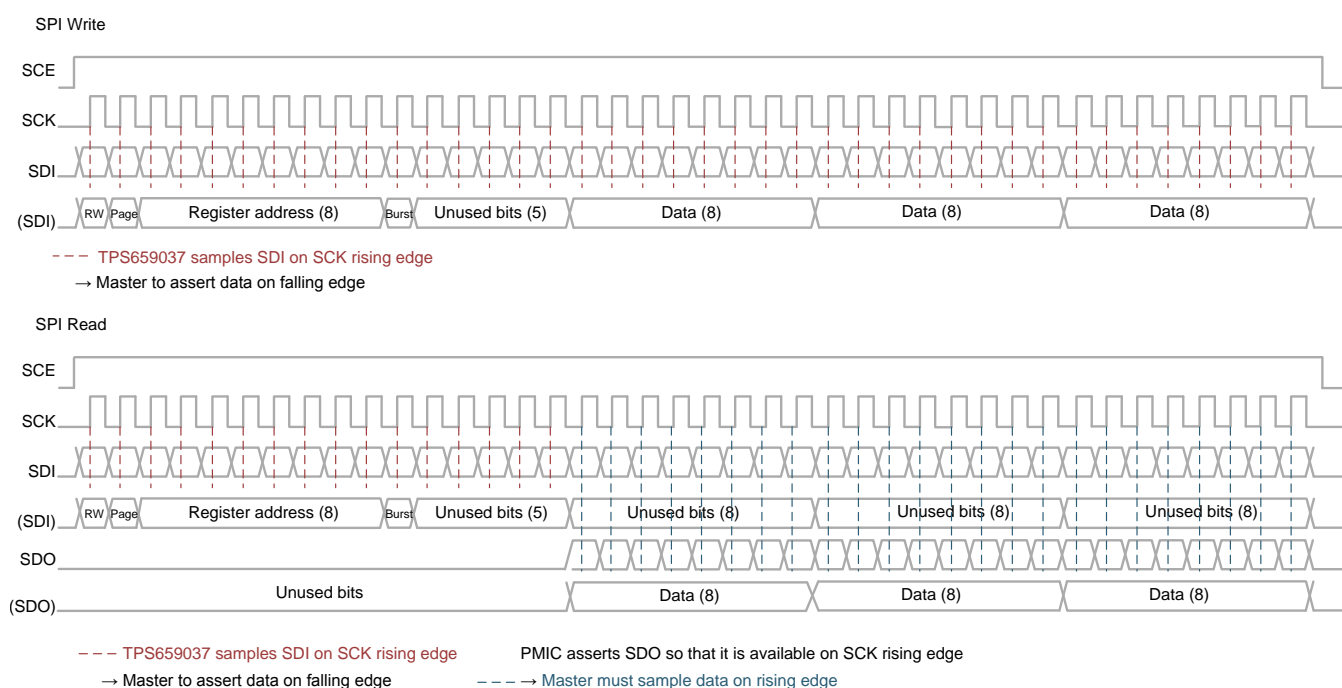 SPI Write
SCE
SCK
SDI
(SDI) RW Page Register address (8) Burst Unused bits (5) Data (8) Data (8) Data (8)
--- TPS659037 samples SDI on SCK rising edge
→ Master to assert data on falling edge
SPI Read
SCE
SCK
SDI
(SDI) RW Page Register address (8) Burst Unused bits (5) Unused bits (8) Unused bits (8) Unused bits (8)
SDO
Unused bits
(SDO) Data (8) Data (8) Data (8)
--- TPS659037 samples SDI on SCK rising edge PMIC asserts SDO so that it is available on SCK rising edge
→ Master to assert data on falling edge ---→ Master must sample data on rising edge